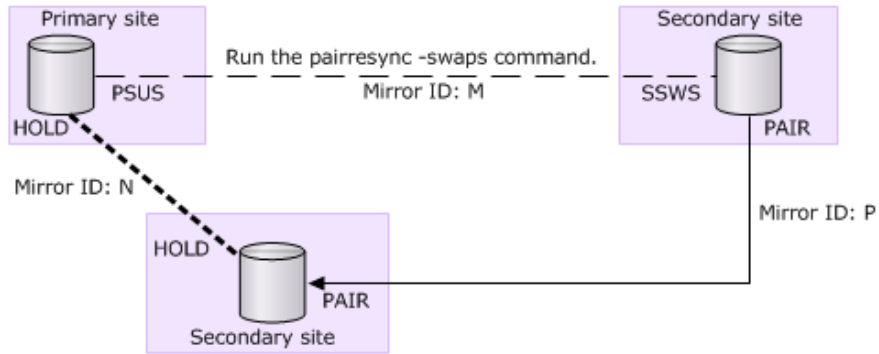 Primary site
Secondary site
Run the pairresync -swaps command.
PSUS
Mirror ID: M
SSWS
HOLD
PAIR
Mirror ID: N
Mirror ID: P
HOLD
PAIR
Secondary site